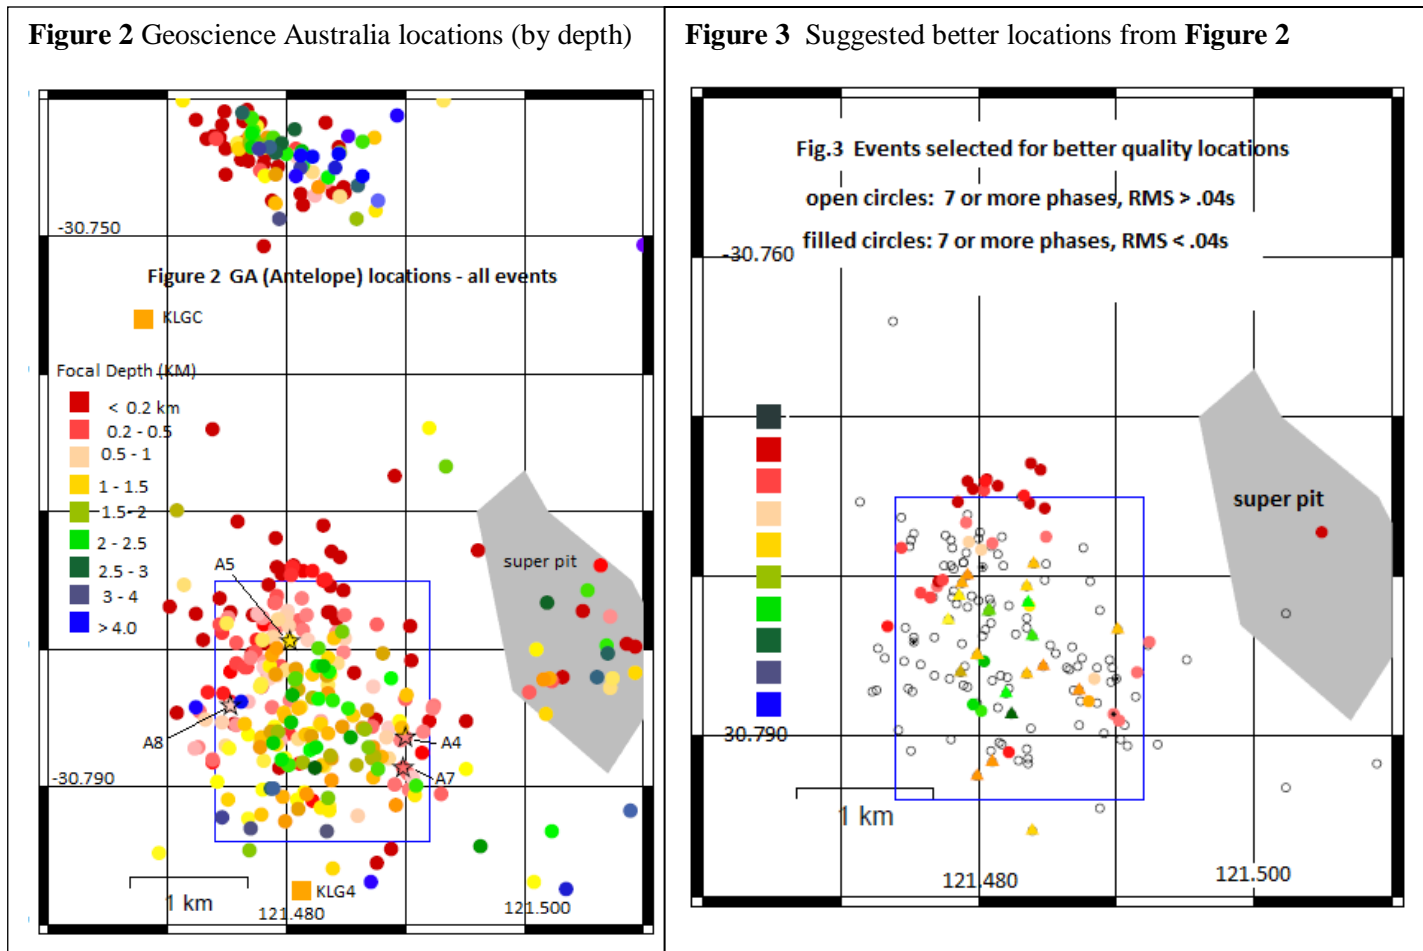 Figure 2 Geoscience Australia locations (by depth)
-30.750
Figure 2 GA (Antelope) locations - all events
KLGC
Focal Depth (KM)
< 0.2 km
0.2 - 0.5
0.5 - 1
1 - 1.5
1.5- 2
2 - 2.5
2.5 - 3
3 - 4
> 4.0
super pit
A5
A8
A4
A7
-30.790
KLG4
1 km
121.480
121.500
Figure 3 Suggested better locations from Figure 2
Fig.3 Events selected for better quality locations
open circles: 7 or more phases, RMS > .04s
filled circles: 7 or more phases, RMS < .04s
-30.760
super pit
30.790
1 km
121.480
121.500